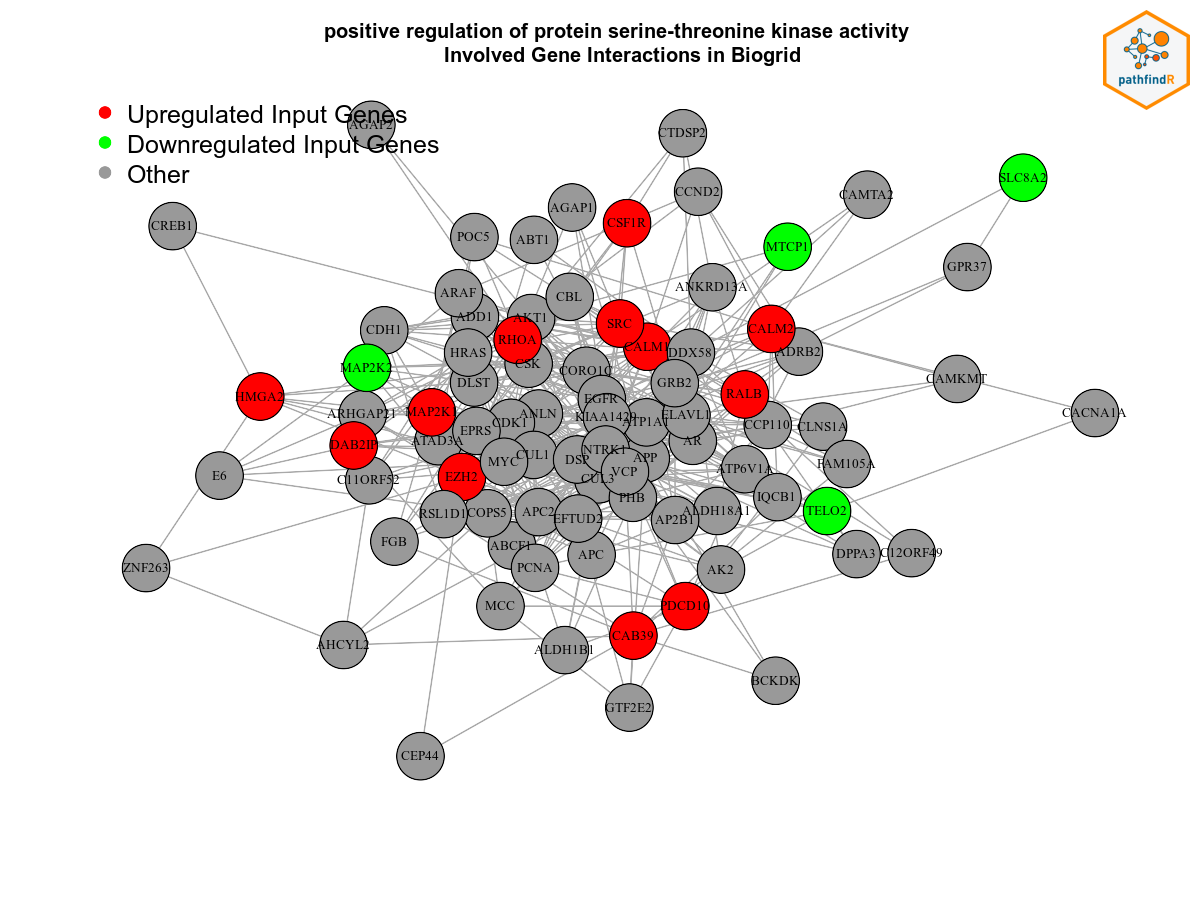 positive regulation of protein serine-threonine kinase activity
Involved Gene Interactions in Biogrid
pathfindR
Upregulated Input Genes
Downregulated Input Genes
Other
AGAP2
CTDSP2
SLC8A2
CCND2
CAMTA2
AGAP1
CSF1R
CREB1
POC5
ABT1
MTCP1
GPR37
ANKRD13A
ARAF
CBL
ADD1
AKT1
SRC
CDH1
CALM2
RHOA
CALM1
HRAS
DDX58
ADRB2
MAP2K2
CSK
CORO1C
CAMKMT
DLST
GRB2
HMGA2
RALB
EGFR
MAP2K1
ARHGAP21
ANLN
KIAA1429
ELAVL1
CACNA1A
CDK1
ATP1A1
CCP110
CLNS1A
EPRS
ATAD3A
AR
DAB2IP
NTRK1
CUL1
DSP
APP
MYC
FAM105A
ATP6V1A
VCP
E6
EZH2
C11ORF52
CUL3
PHB
IQCB1
RSL1D1
COPS5
APC2
EFTUD2
AP2B1
ALDH18A1
TELO2
FGB
ABCF1
APC
DPPA3
C12ORF49
ZNF263
PCNA
AK2
MCC
PDCD10
CAB39
AHCYL2
ALDH1B1
BCKDK
GTF2E2
CEP44